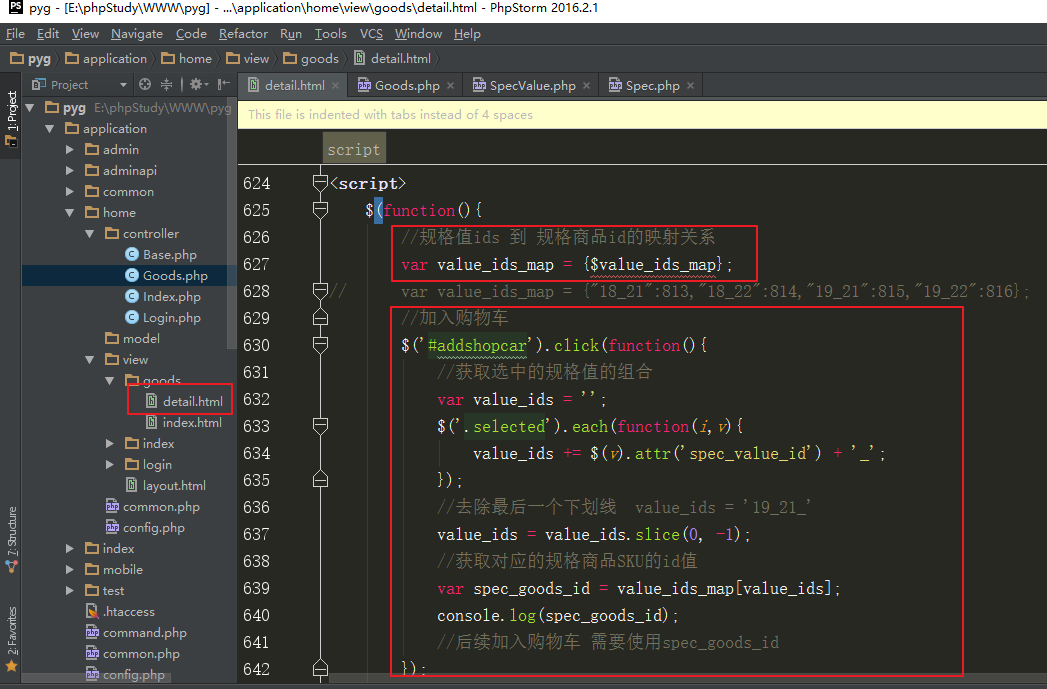 pyg - [E:\phpStudy\WWW\pyg] - ...\application\home\view\goods\detail.html - PhpStorm 2016.2.1
File Edit View Navigate Code Refactor Run Tools VCS Window Help
pyg application home view goods detail.html
Project
detail.html Goods.php SpecValue.php Spec.php
1: Project
7: Structure
2: Favorites
pyg E:\phpStudy\WWW\pyg
application
admin
adminapi
common
home
controller
Base.php
Goods.php
Index.php
Login.php
model
view
goods
detail.html
index.html
index
login
layout.html
common.php
config.php
index
mobile
test
.htaccess
command.php
common.php
config.php
This file is indented with tabs instead of 4 spaces
script
624 <script>
625 $(function(){
626 //规格值ids 到 规格商品id的映射关系
627 var value_ids_map = {$value_ids_map};
628 // var value_ids_map = {"18_21":813,"18_22":814,"19_21":815,"19_22":816};
629 //加入购物车
630 $('#addshopcar').click(function(){
631 //获取选中的规格值的组合
632 var value_ids = '';
633 $('.selected').each(function(i,v){
634 value_ids += $(v).attr('spec_value_id') + '_';
635 });
636 //去除最后一个下划线 value_ids = '19_21_'
637 value_ids = value_ids.slice(0, -1);
638 //获取对应的规格商品SKU的id值
639 var spec_goods_id = value_ids_map[value_ids];
640 console.log(spec_goods_id);
641 //后续加入购物车 需要使用spec_goods_id
642 });